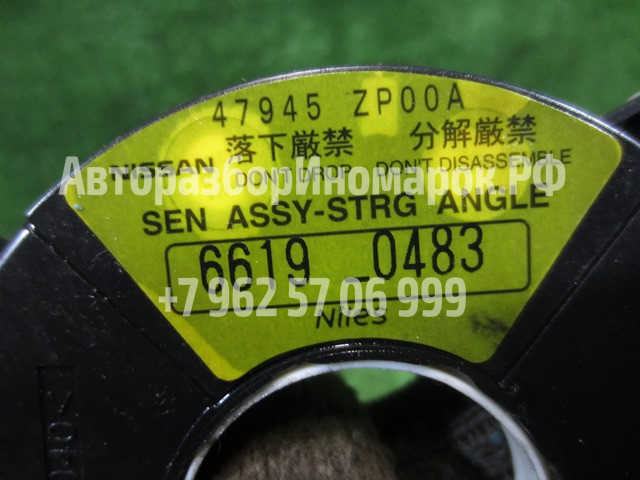 47945 ZP00A
落下厳禁 分解厳禁
NISSAN DON'T DROP DON'T DISASSEMBLE
АвторазборИномарок.РФ
SEN ASSY-STRG ANGLE
6619 _0483
+7 962 57 06 999
Niles